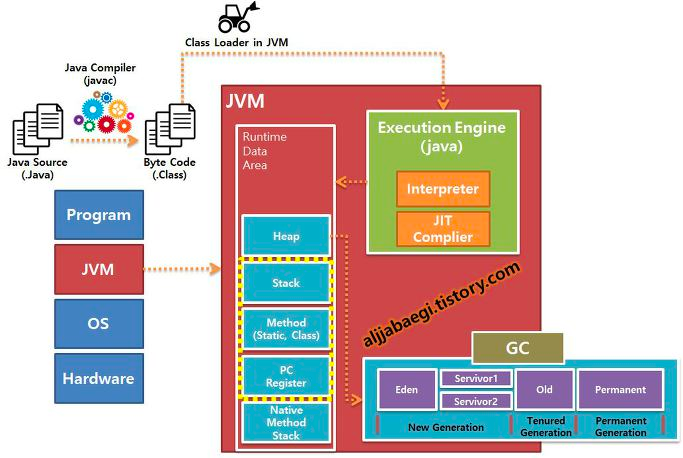 Class Loader in JVM
Java Compiler
(javac)
Java Source
(.Java)
Byte Code
(.Class)
Program
JVM
OS
Hardware
JVM
Runtime
Data
Area
Heap
Stack
Method
(Static, Class)
PC
Register
Native
Method
Stack
Execution Engine
(java)
Interpreter
JIT
Complier
aljjabaegi.tistory.com
GC
Eden
Servivor1
Servivor2
Old
Permanent
New Generation
Tenured
Generation
Permanent
Generation